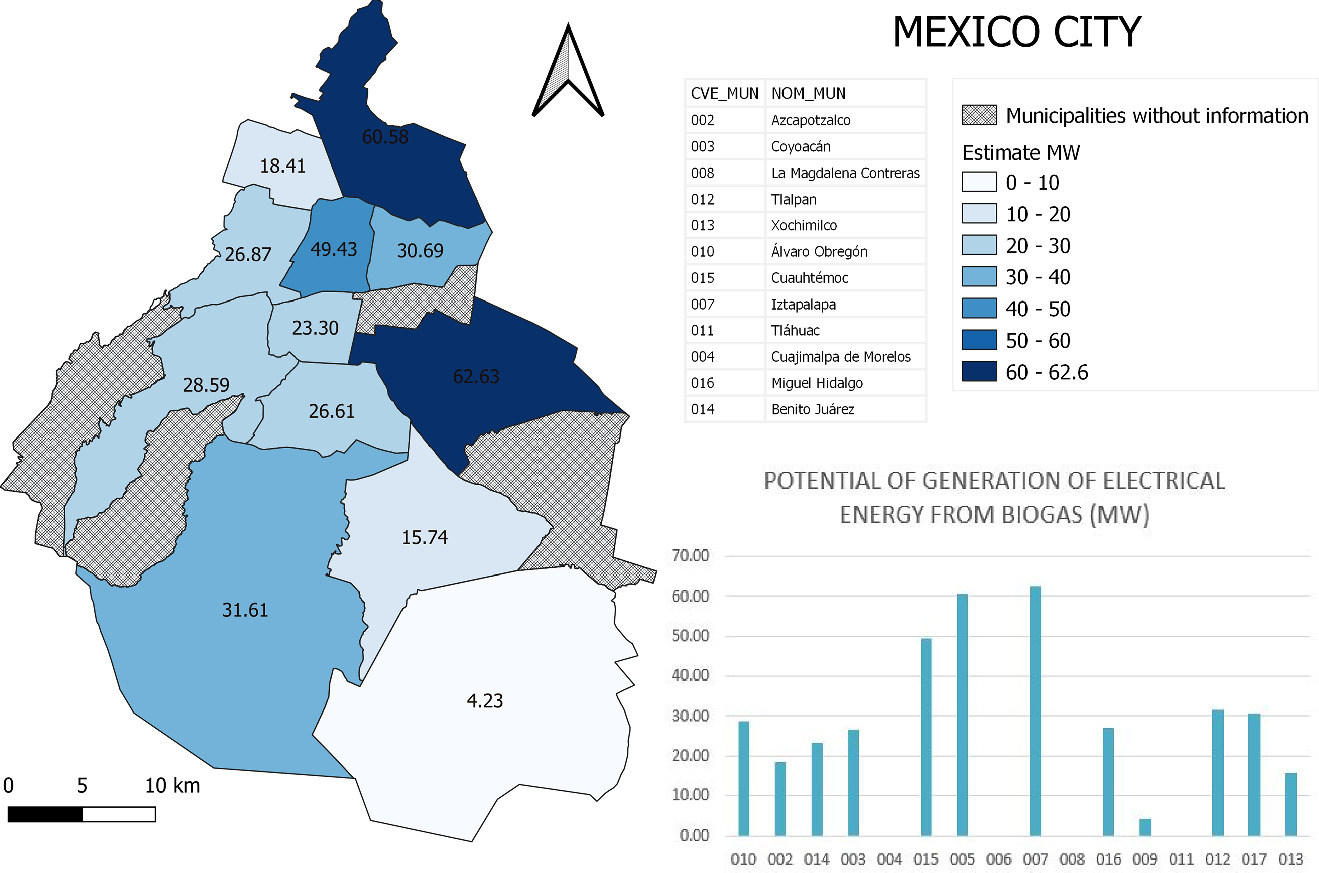 MEXICO CITY
60.58
18.41
26.87
49.43
30.69
23.30
28.59
26.61
62.63
15.74
31.61
4.23
0 5 10 km
CVE_MUN NOM_MUN
002 Azcapotzalco
003 Coyoacán
008 La Magdalena Contreras
012 Tlalpan
013 Xochimilco
010 Álvaro Obregón
015 Cuauhtémoc
007 Iztapalapa
011 Tláhuac
004 Cuajimalpa de Morelos
016 Miguel Hidalgo
014 Benito Juárez
Municipalities without information
Estimate MW
0 - 10
10 - 20
20 - 30
30 - 40
40 - 50
50 - 60
60 - 62.6
POTENTIAL OF GENERATION OF ELECTRICAL
ENERGY FROM BIOGAS (MW)
70.00
60.00
50.00
40.00
30.00
20.00
10.00
0.00
010 002 014 003 004 015 005 006 007 008 016 009 011 012 017 013